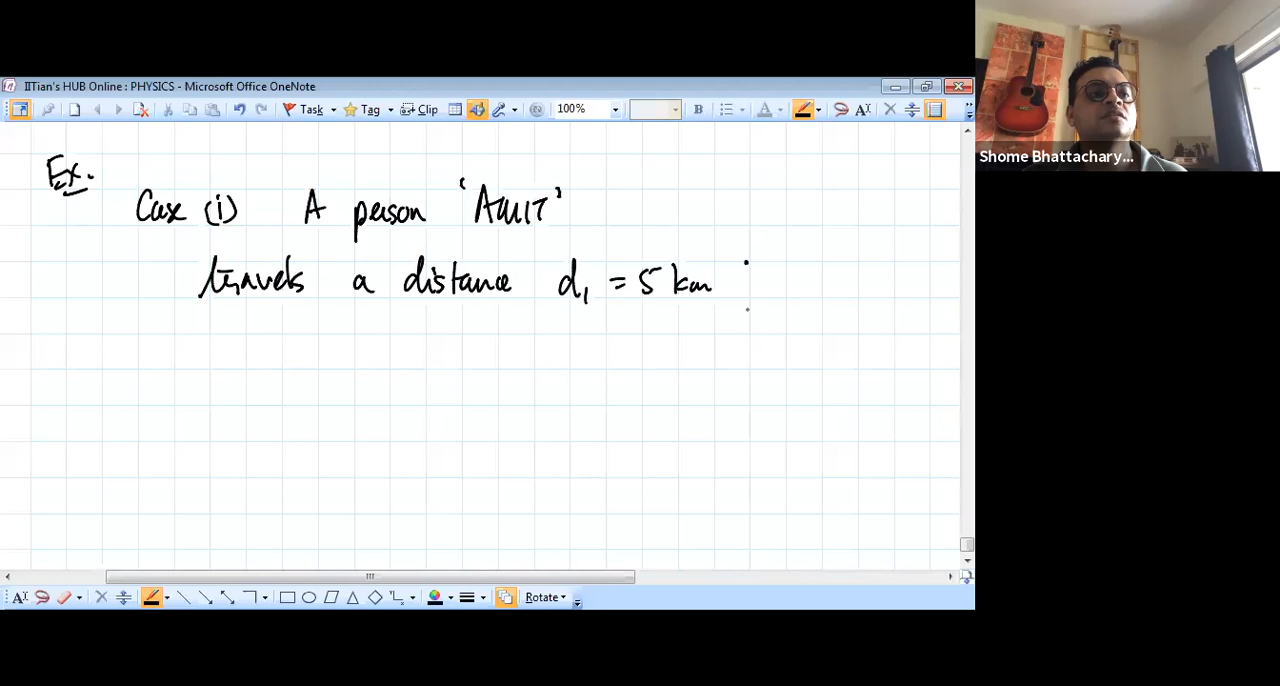 IITian's HUB Online : PHYSICS - Microsoft Office OneNote
Task Tag Clip 100% B A
Shome Bhattachary...
Ex.
Case (i) A person 'AMIT'
travels a distance d₁ = 5 km
Rotate